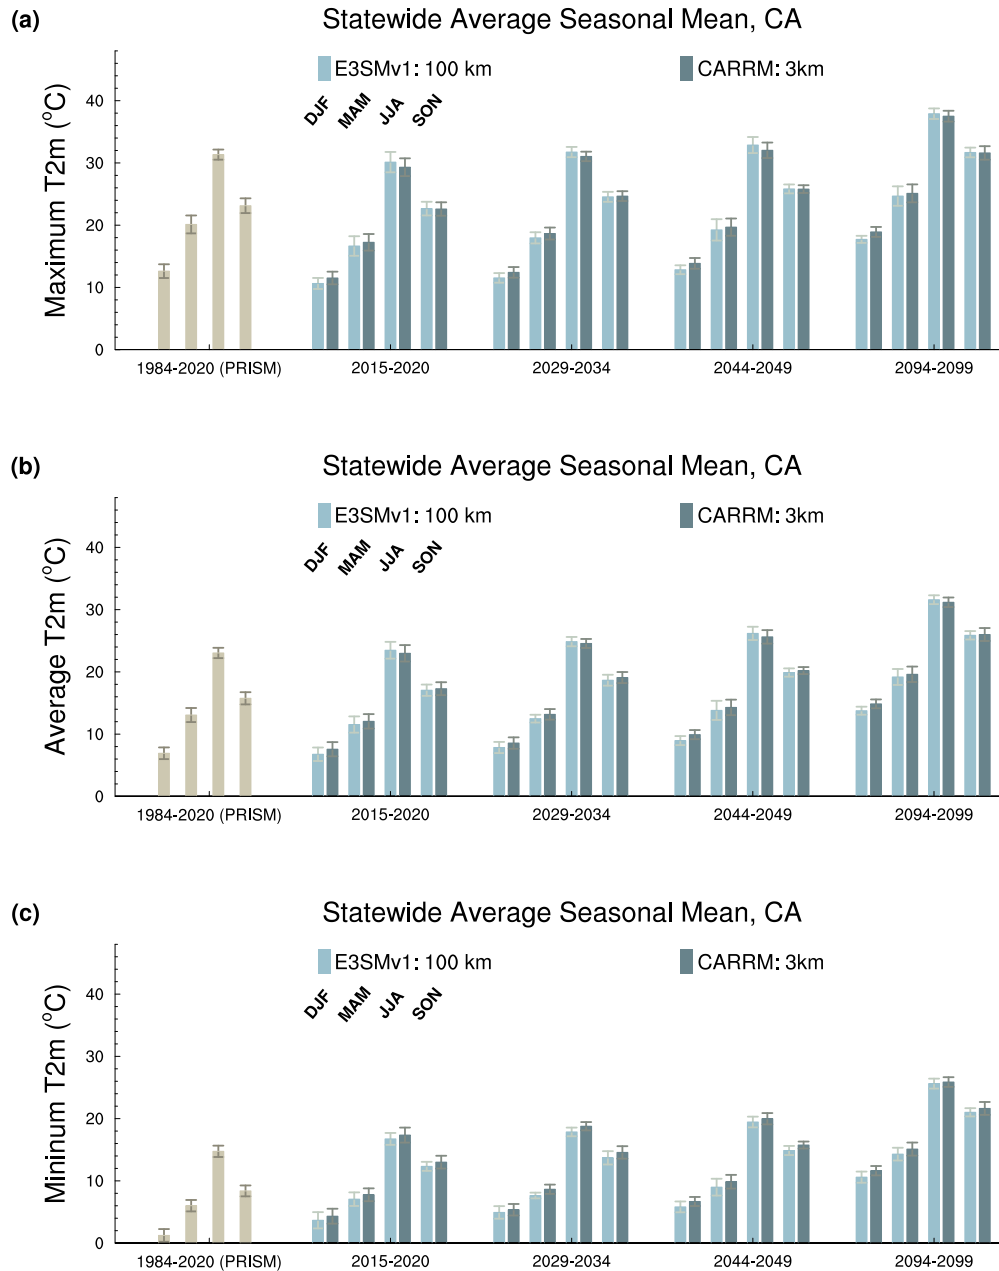 (a)
Statewide Average Seasonal Mean, CA
E3SMv1: 100 km
CARRM: 3km
DJF
MAM
JJA
SON
Maximum T2m (°C)
40
30
20
10
0
1984-2020 (PRISM)
2015-2020
2029-2034
2044-2049
2094-2099
(b)
Statewide Average Seasonal Mean, CA
E3SMv1: 100 km
CARRM: 3km
DJF
MAM
JJA
SON
Average T2m (°C)
40
30
20
10
0
1984-2020 (PRISM)
2015-2020
2029-2034
2044-2049
2094-2099
(c)
Statewide Average Seasonal Mean, CA
E3SMv1: 100 km
CARRM: 3km
DJF
MAM
JJA
SON
Mininum T2m (°C)
40
30
20
10
0
1984-2020 (PRISM)
2015-2020
2029-2034
2044-2049
2094-2099